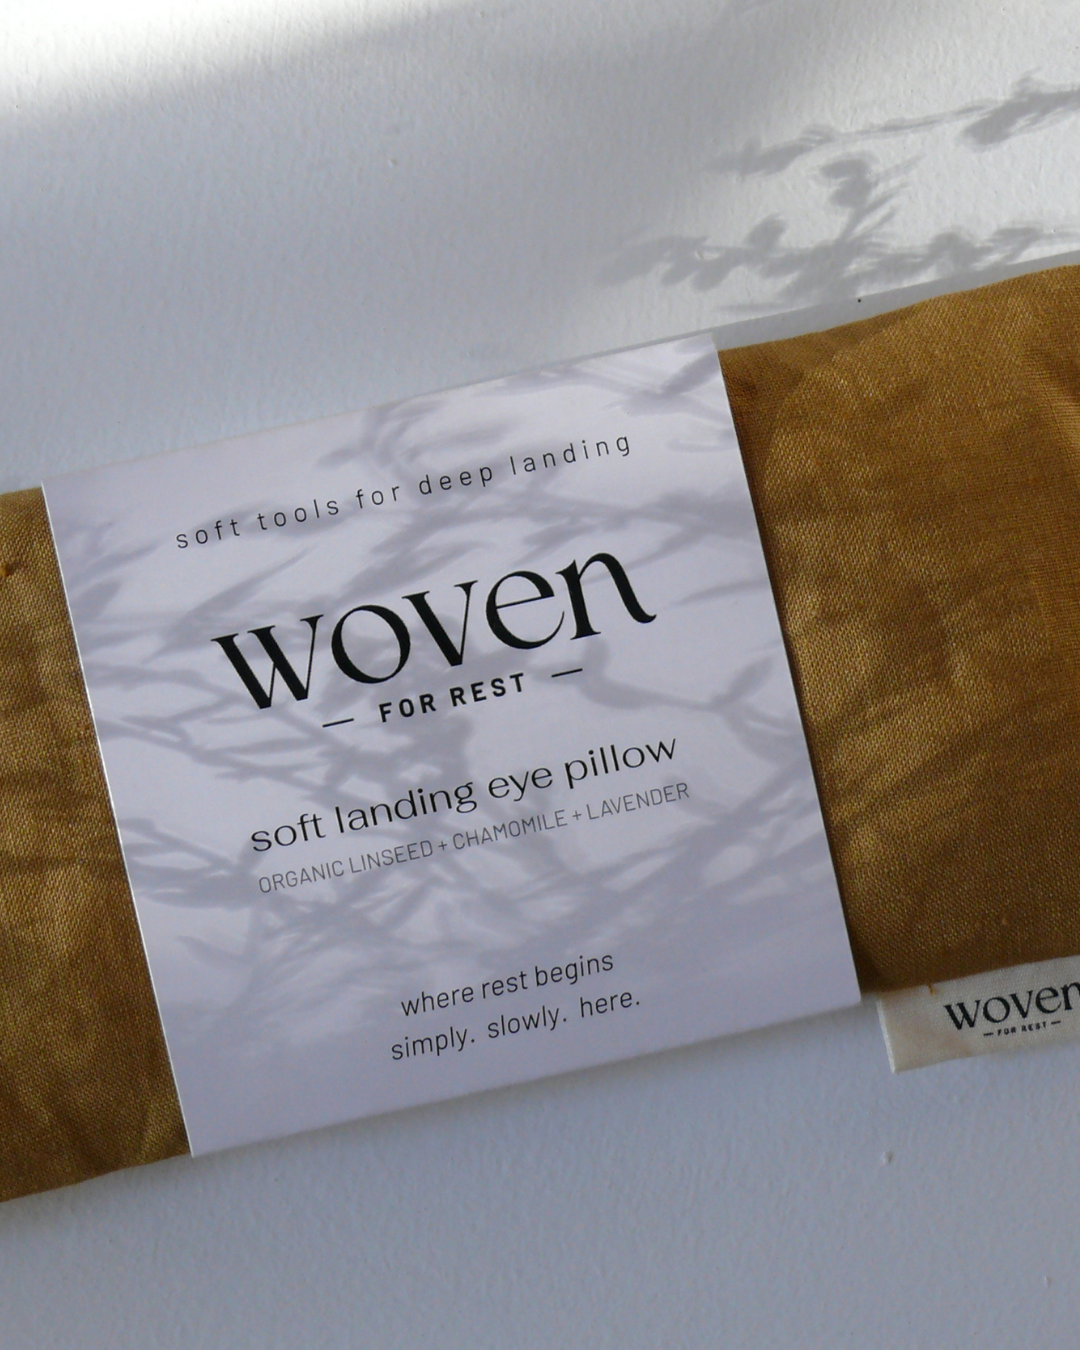 soft tools for deep landing
woven
— FOR REST —
soft landing eye pillow
ORGANIC LINSEED + CHAMOMILE + LAVENDER
where rest begins
simply. slowly. here.
woven
— FOR REST —